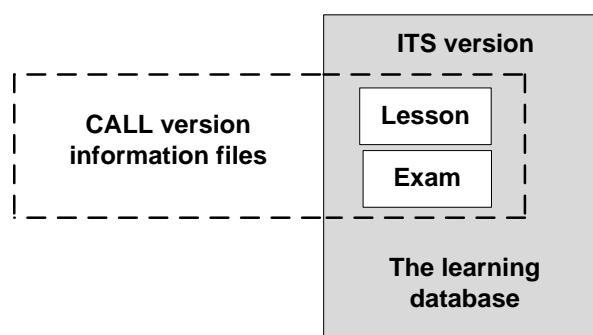 ITS version
CALL version
information files
Lesson
Exam
The learning
database